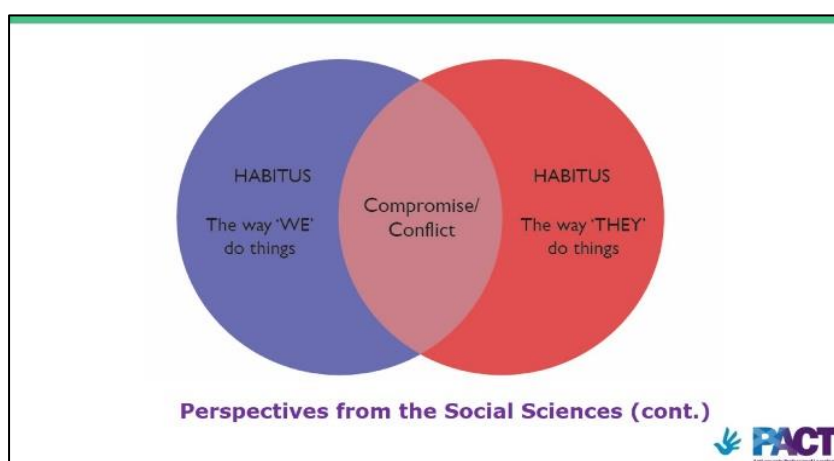 HABITUS
The way ‘WE’
do things
Compromise/
Conflict
HABITUS
The way ‘THEY’
do things
Perspectives from the Social Sciences (cont.)
PACT